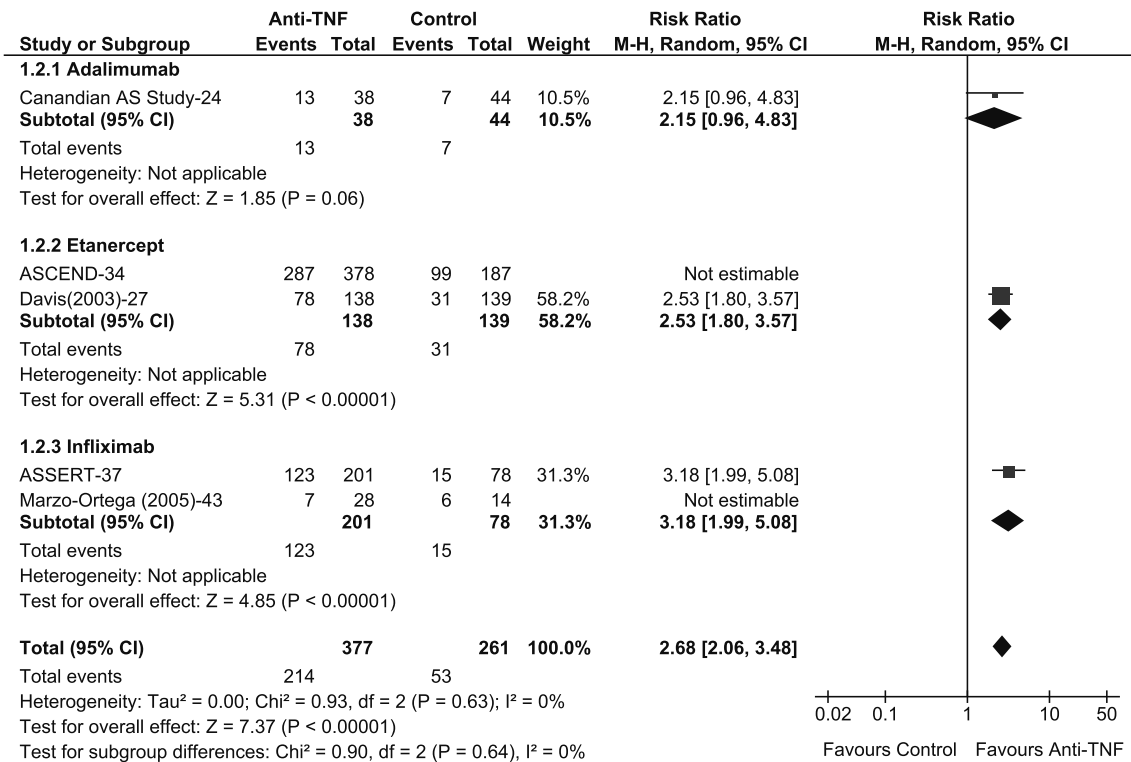 Anti-TNF Control Risk Ratio Risk Ratio
Study or Subgroup Events Total Events Total Weight M-H, Random, 95% CI M-H, Random, 95% CI
1.2.1 Adalimumab
Canandian AS Study-24 13 38 7 44 10.5% 2.15 [0.96, 4.83]
Subtotal (95% CI) 38 44 10.5% 2.15 [0.96, 4.83]
Total events 13 7
Heterogeneity: Not applicable
Test for overall effect: Z = 1.85 (P = 0.06)
1.2.2 Etanercept
ASCEND-34 287 378 99 187 Not estimable
Davis(2003)-27 78 138 31 139 58.2% 2.53 [1.80, 3.57]
Subtotal (95% CI) 138 139 58.2% 2.53 [1.80, 3.57]
Total events 78 31
Heterogeneity: Not applicable
Test for overall effect: Z = 5.31 (P < 0.00001)
1.2.3 Infliximab
ASSERT-37 123 201 15 78 31.3% 3.18 [1.99, 5.08]
Marzo-Ortega (2005)-43 7 28 6 14 Not estimable
Subtotal (95% CI) 201 78 31.3% 3.18 [1.99, 5.08]
Total events 123 15
Heterogeneity: Not applicable
Test for overall effect: Z = 4.85 (P < 0.00001)
Total (95% CI) 377 261 100.0% 2.68 [2.06, 3.48]
Total events 214 53
Heterogeneity: Tau² = 0.00; Chi² = 0.93, df = 2 (P = 0.63); I² = 0%
Test for overall effect: Z = 7.37 (P < 0.00001)
Test for subgroup differences: Chi² = 0.90, df = 2 (P = 0.64), I² = 0%
0.02 0.1 1 10 50
Favours Control Favours Anti-TNF